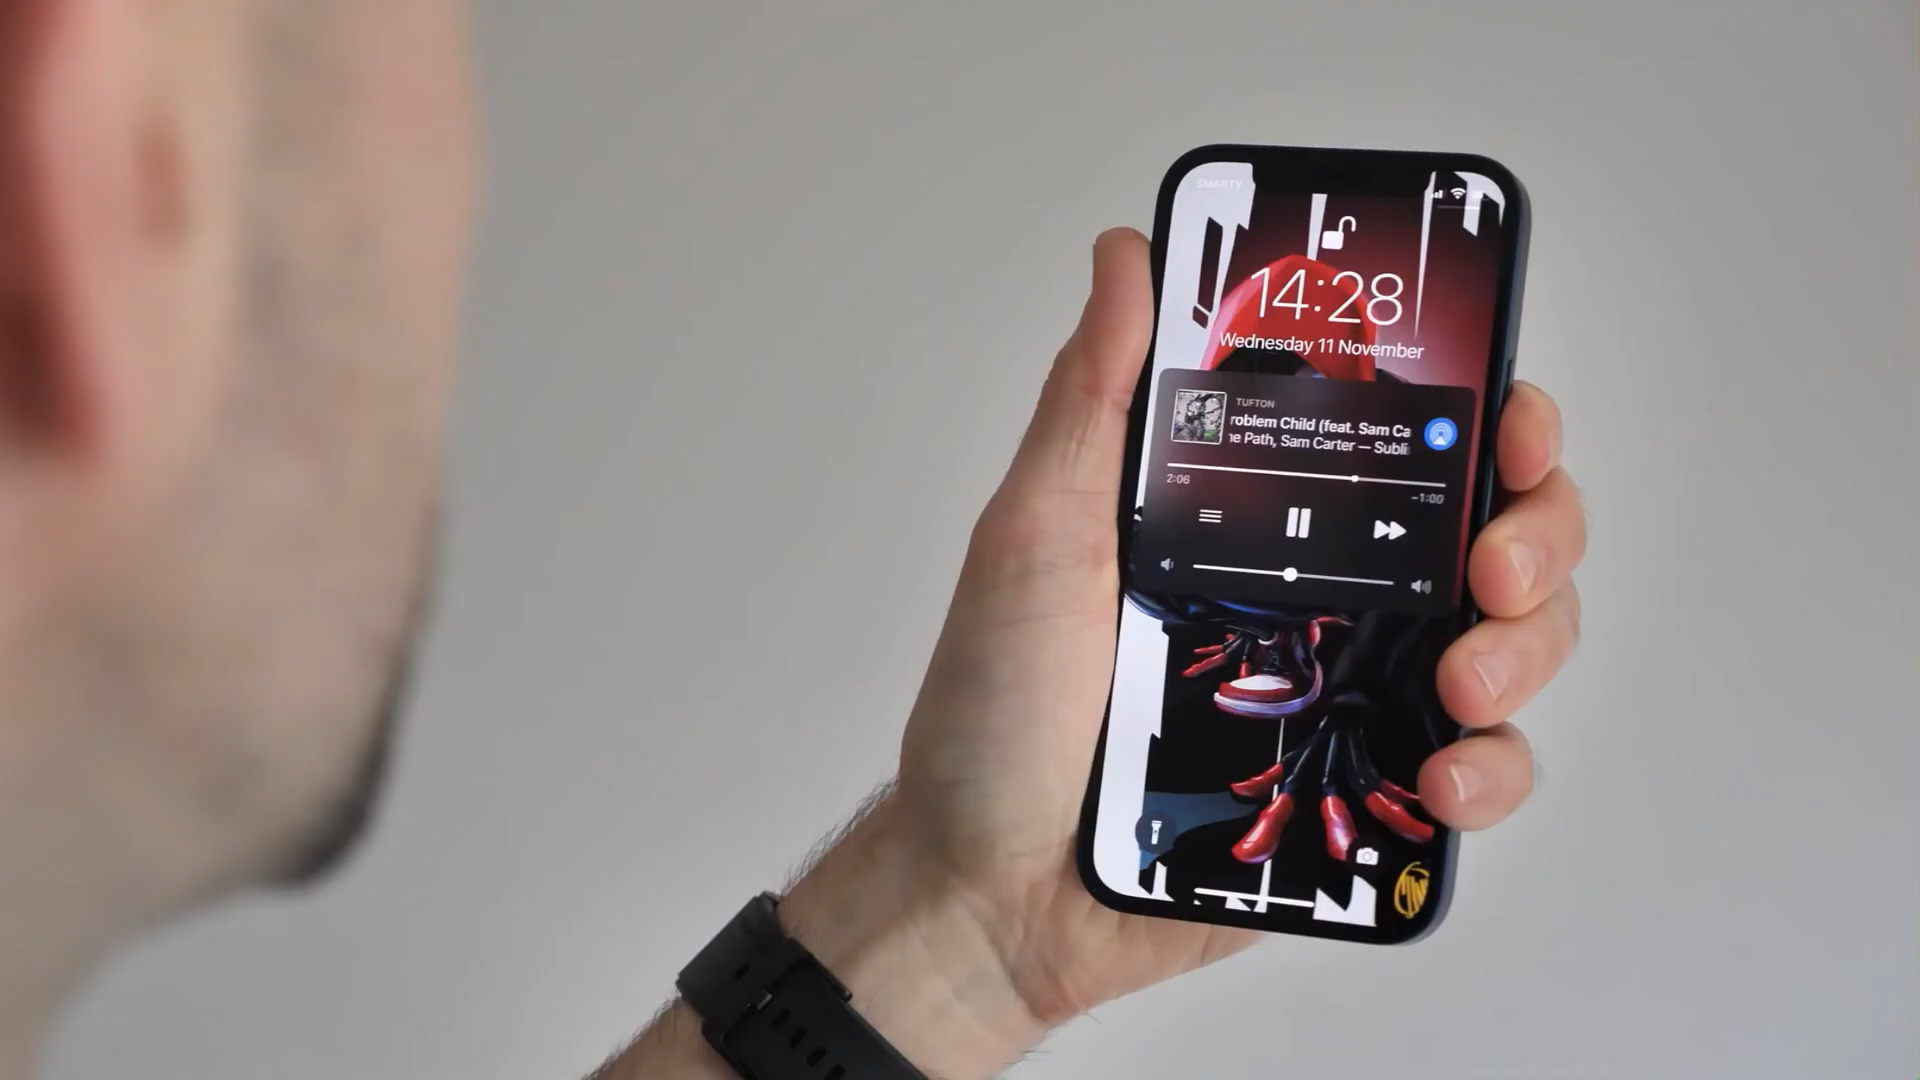 SMARTY
14:28
Wednesday 11 November
TUFTON
roblem Child (feat. Sam Ca
ne Path, Sam Carter — Subli
2:06
-1:00